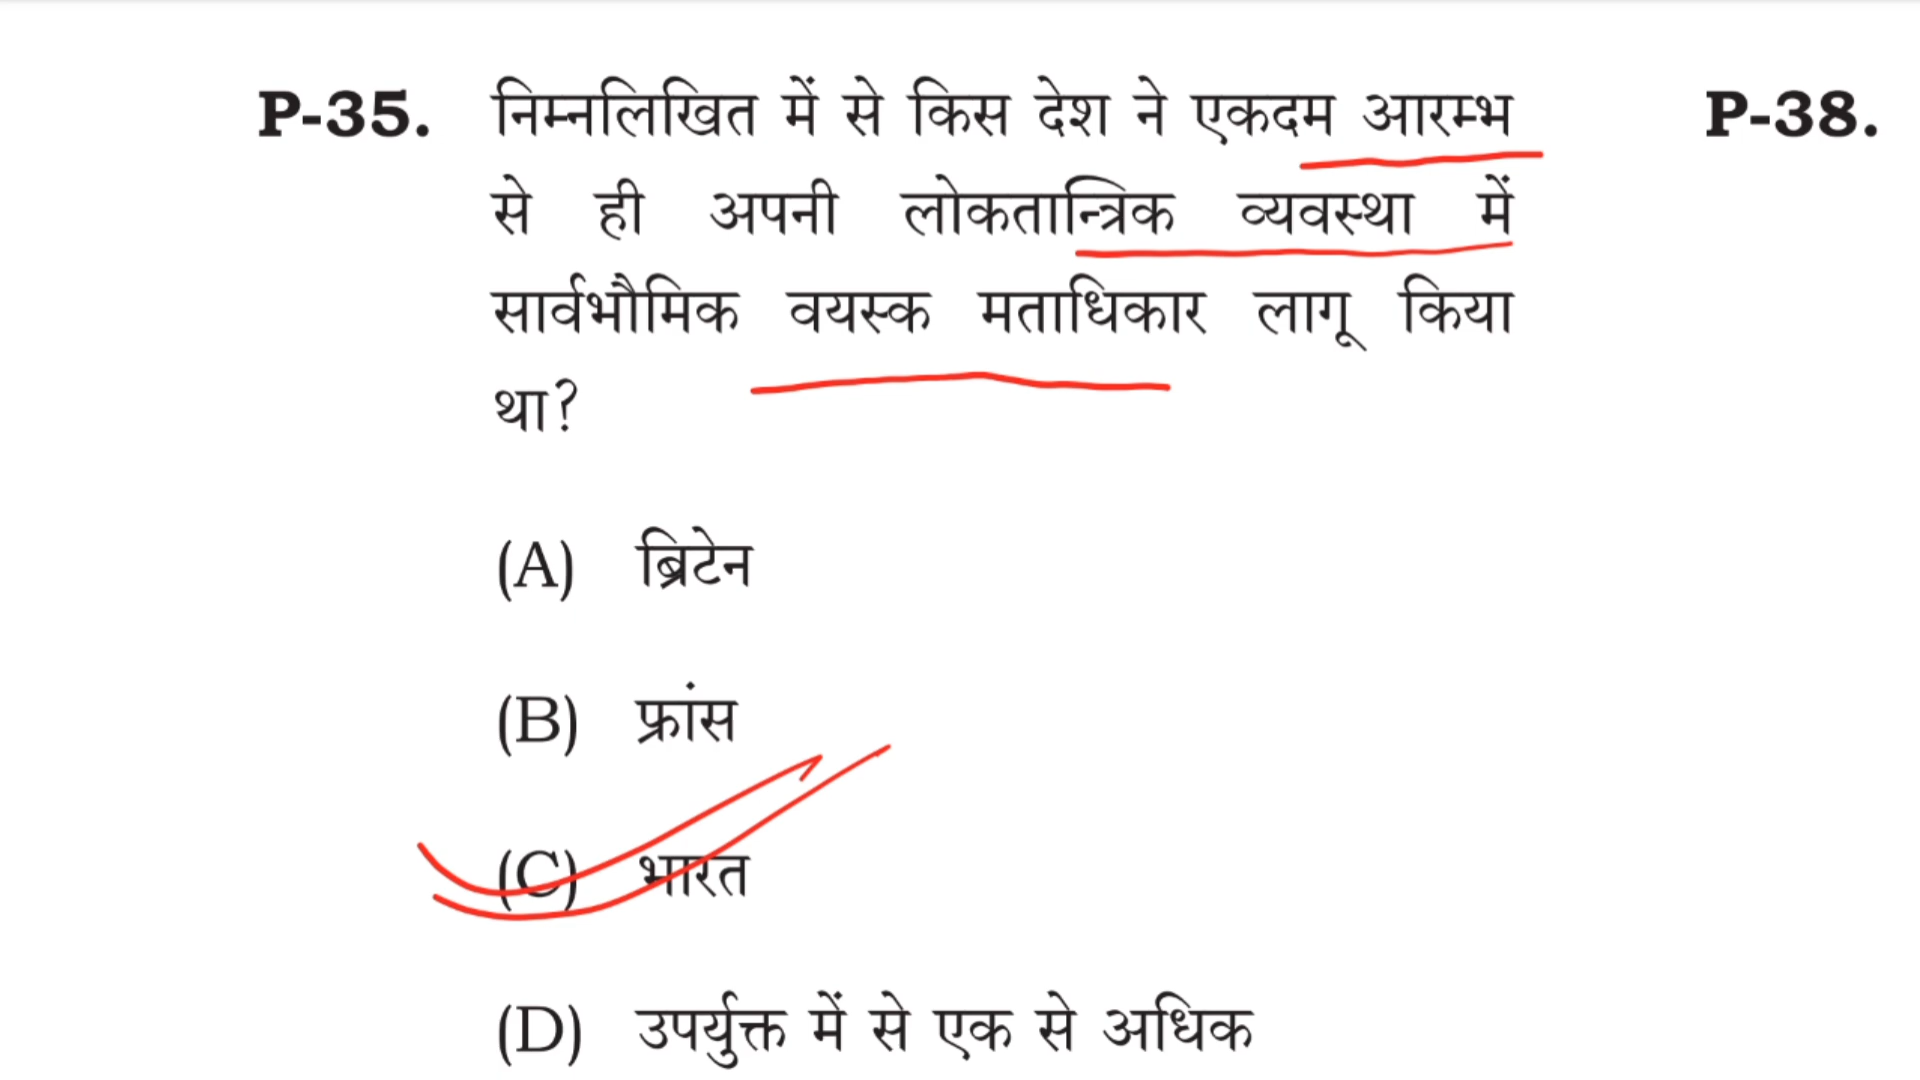 P-35. निम्नलिखित में से किस देश ने एकदम आरम्भ
से ही अपनी लोकतान्त्रिक व्यवस्था में
सार्वभौमिक वयस्क मताधिकार लागू किया
था?
(A) ब्रिटेन
(B) फ्रांस
(C) भारत
(D) उपर्युक्त में से एक से अधिक
P-38.